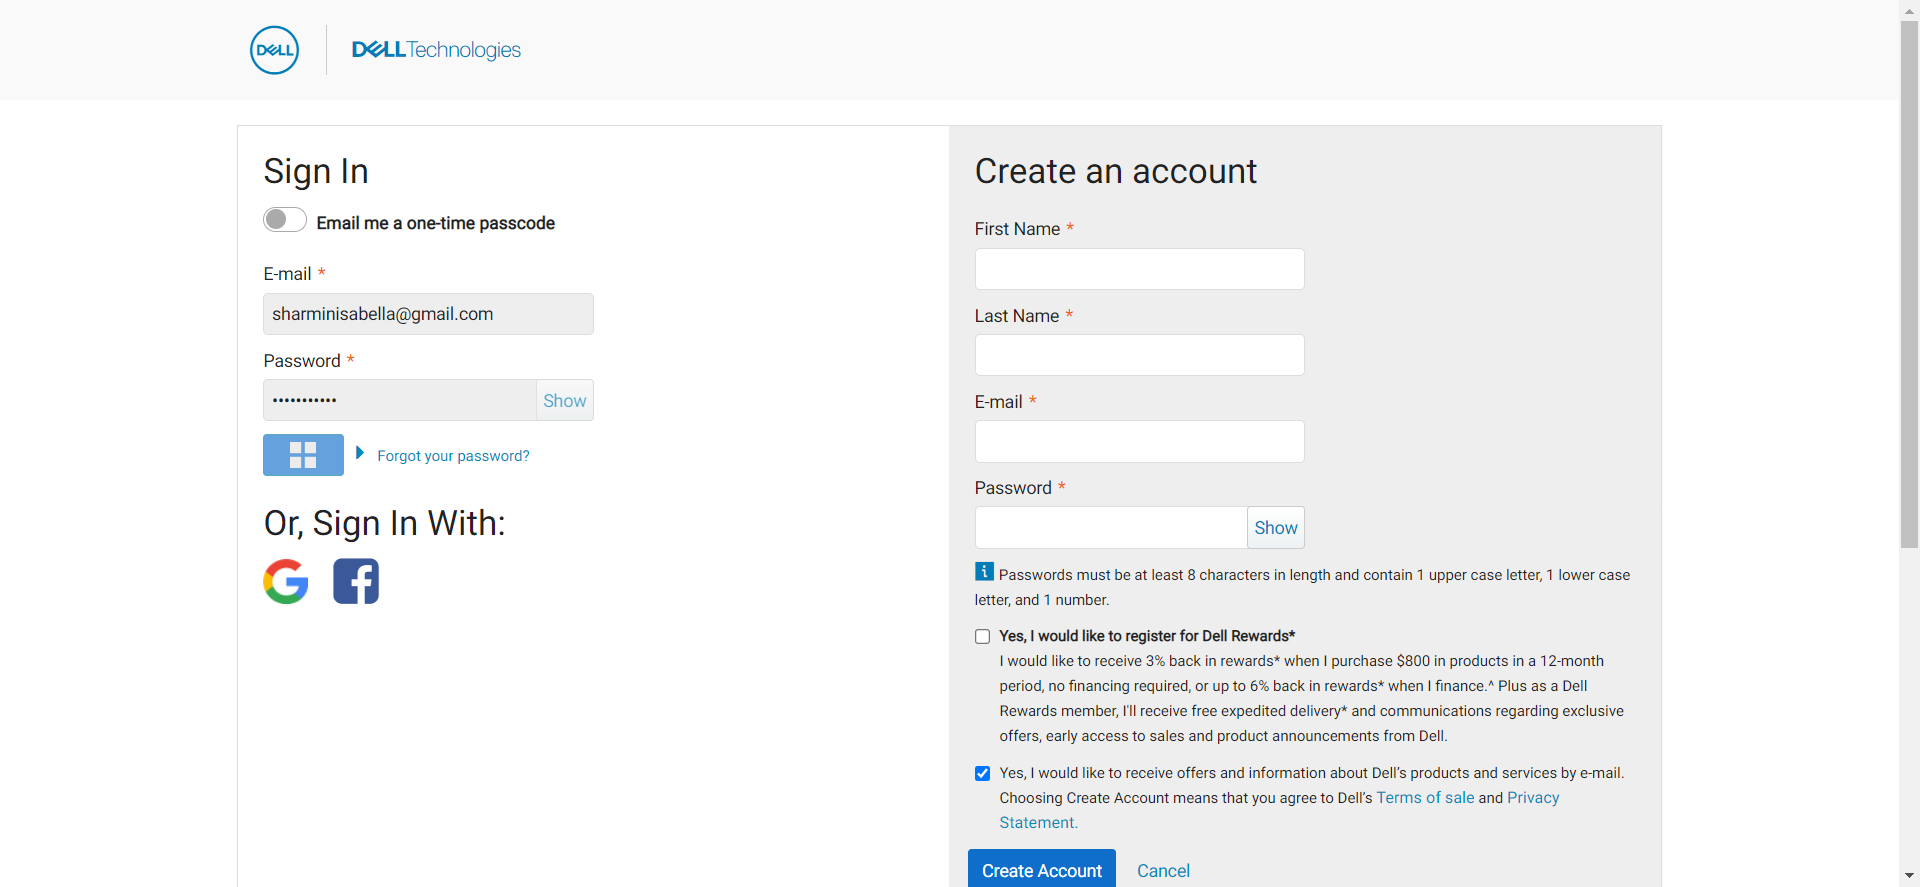 DELL
DELLTechnologies
Sign In
Email me a one-time passcode
E-mail *
sharminisabella@gmail.com
Password *
•••••••••••
Show
Forgot your password?
Or, Sign In With:
Create an account
First Name *
Last Name *
E-mail *
Password *
Show
Passwords must be at least 8 characters in length and contain 1 upper case letter, 1 lower case
letter, and 1 number.
Yes, I would like to register for Dell Rewards*
I would like to receive 3% back in rewards* when I purchase $800 in products in a 12-month
period, no financing required, or up to 6% back in rewards* when I finance.^ Plus as a Dell
Rewards member, I'll receive free expedited delivery* and communications regarding exclusive
offers, early access to sales and product announcements from Dell.
Yes, I would like to receive offers and information about Dell’s products and services by e-mail.
Choosing Create Account means that you agree to Dell’s Terms of sale and Privacy
Statement.
Create Account
Cancel